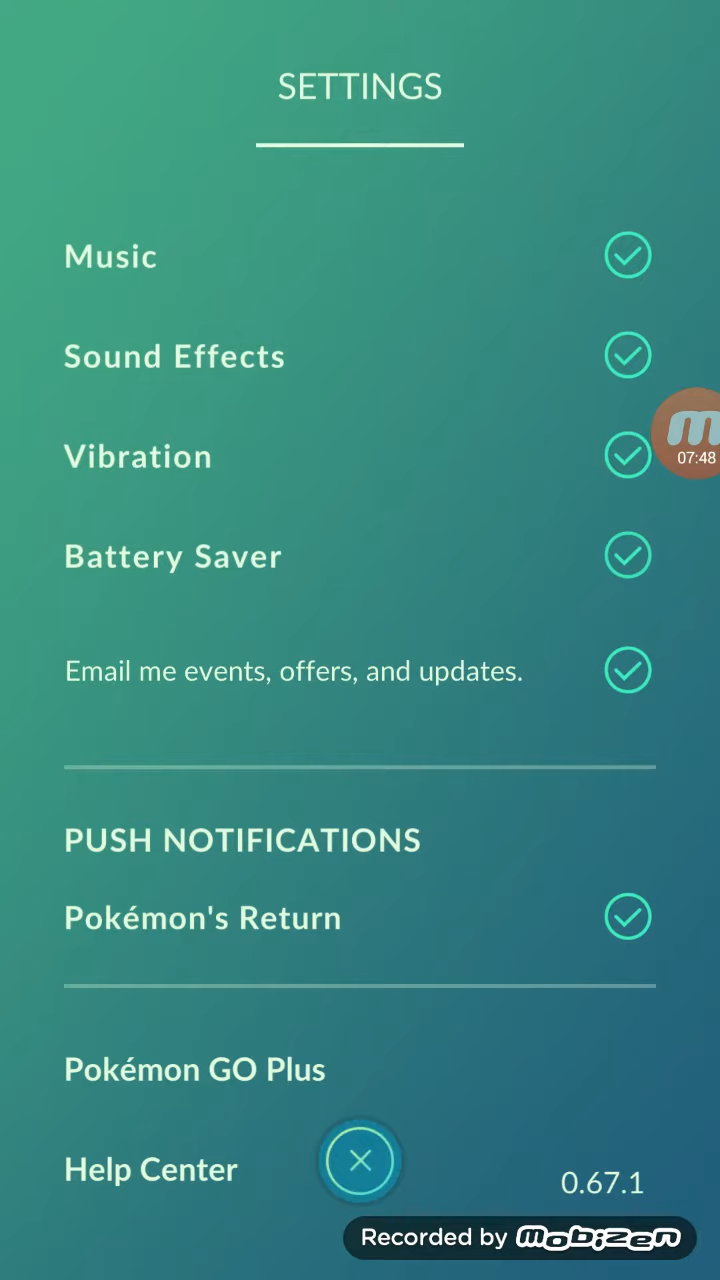 SETTINGS
Music
Sound Effects
Vibration
07:48
Battery Saver
Email me events, offers, and updates.
PUSH NOTIFICATIONS
Pokémon's Return
Pokémon GO Plus
Help Center
0.67.1
Recorded by mobizen